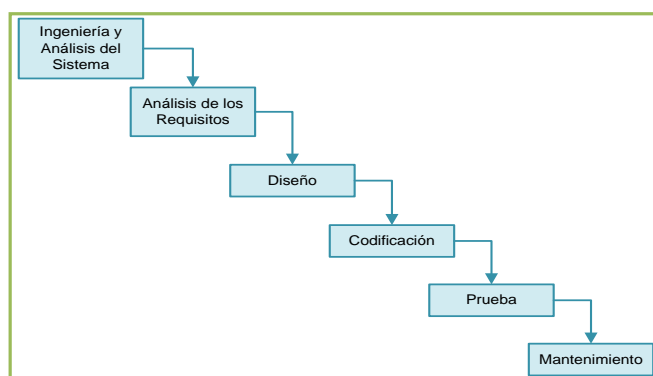 Ingeniería y
Análisis del
Sistema
Análisis de los
Requisitos
Diseño
Codificación
Prueba
Mantenimiento